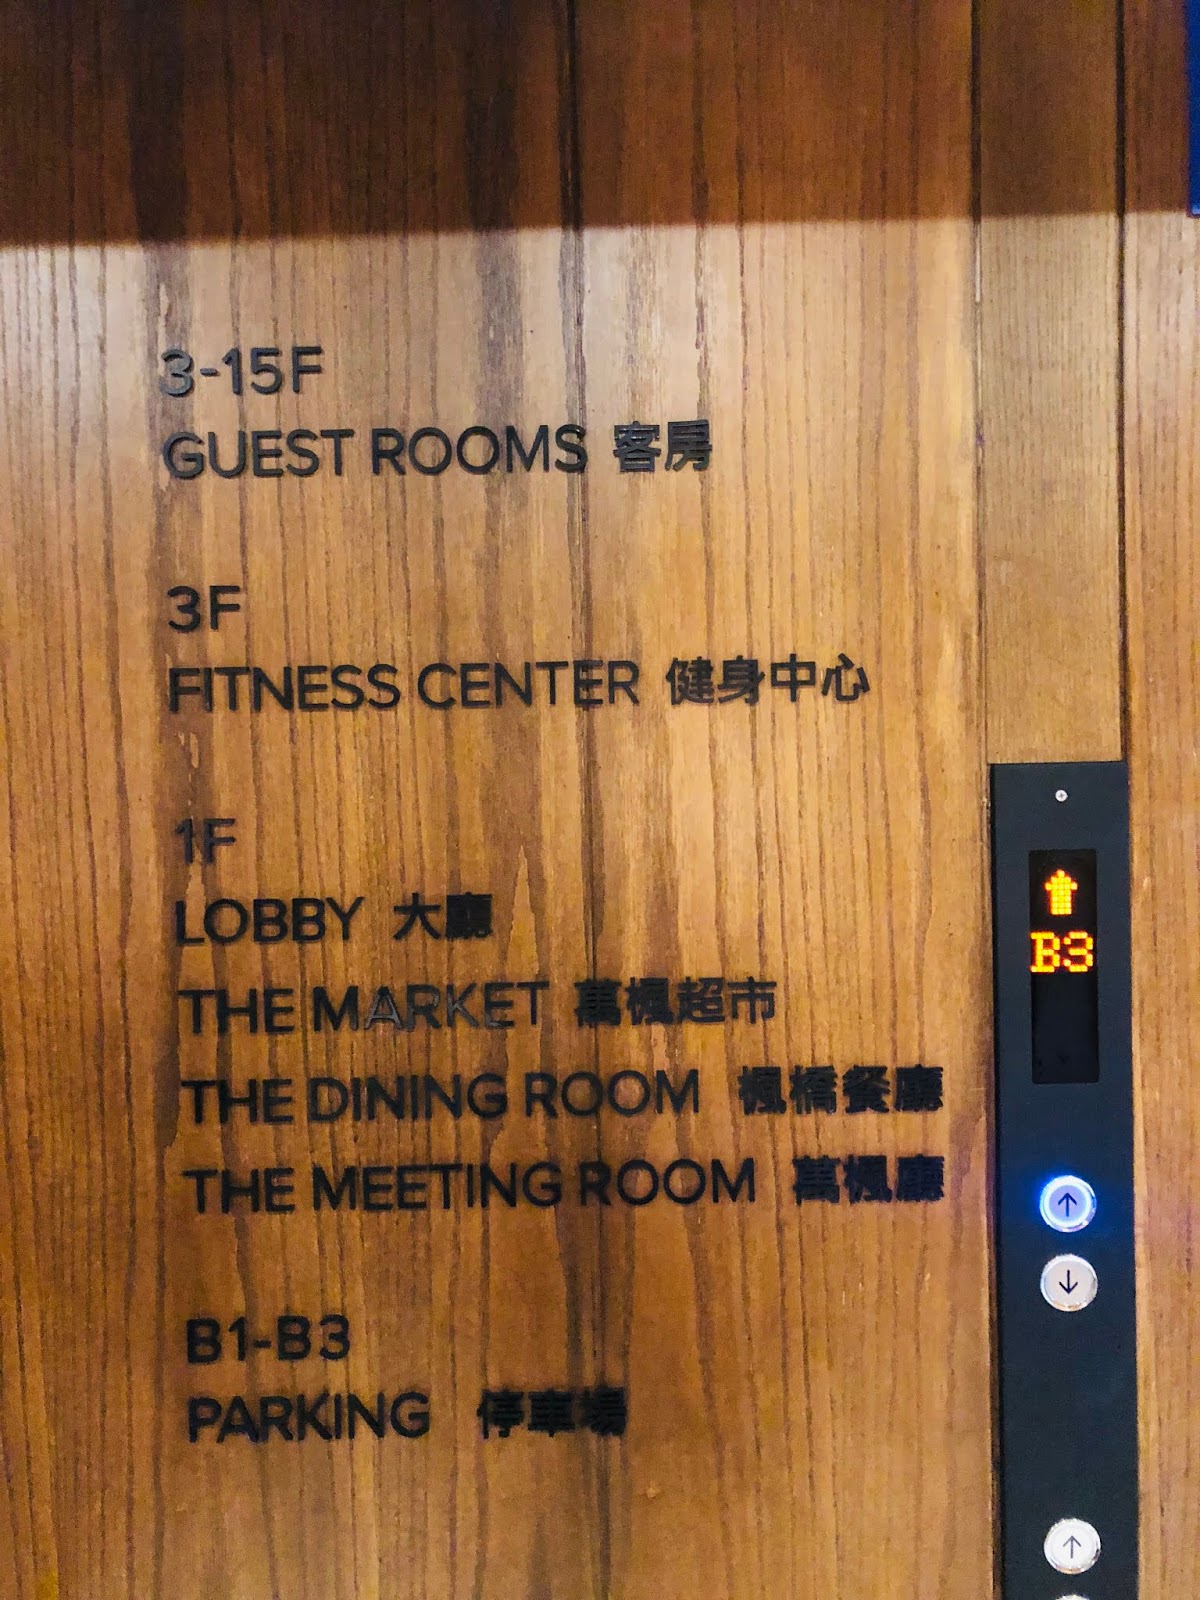 3-15F
GUEST ROOMS 客房
3F
FITNESS CENTER 健身中心
1F
LOBBY 大廳
THE MARKET 萬楓超市
THE DINING ROOM 楓橋餐廳
THE MEETING ROOM 萬楓廳
B1-B3
PARKING 停車場
B3